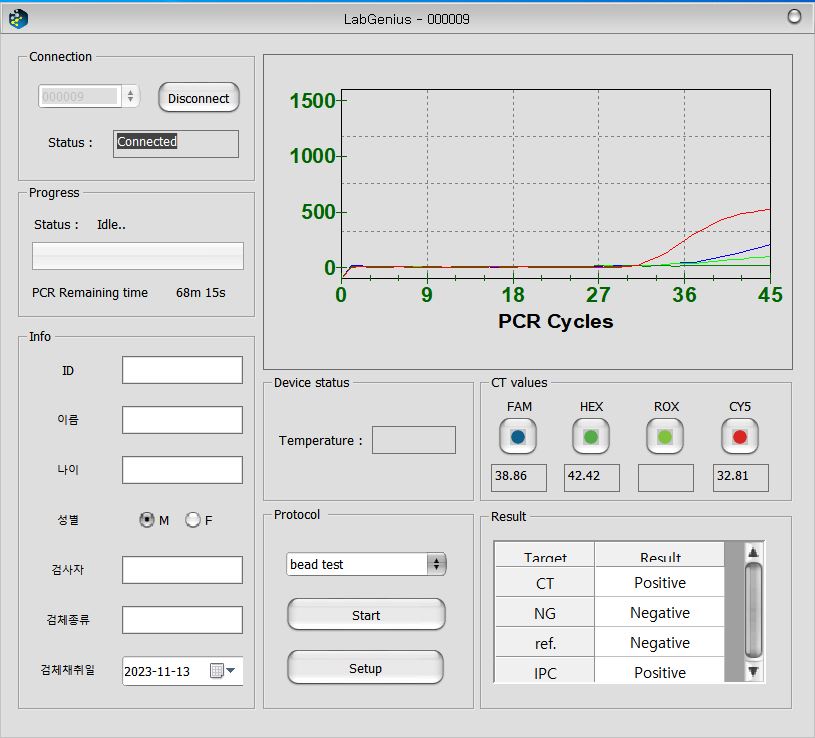 LabGenius - 000009
Connection
000009
Disconnect
Status :
Connected
Progress
Status : Idle..
PCR Remaining time 68m 15s
Info
ID
이름
나이
성별 M F
검사자
검체종류
검체채취일 2023-11-13
1500
1000
500
0
0 9 18 27 36 45
PCR Cycles
Device status
Temperature :
CT values
FAM HEX ROX CY5
38.86 42.42 32.81
Protocol
bead test
Start
Setup
Result
Target Result
CT Positive
NG Negative
ref. Negative
IPC Positive